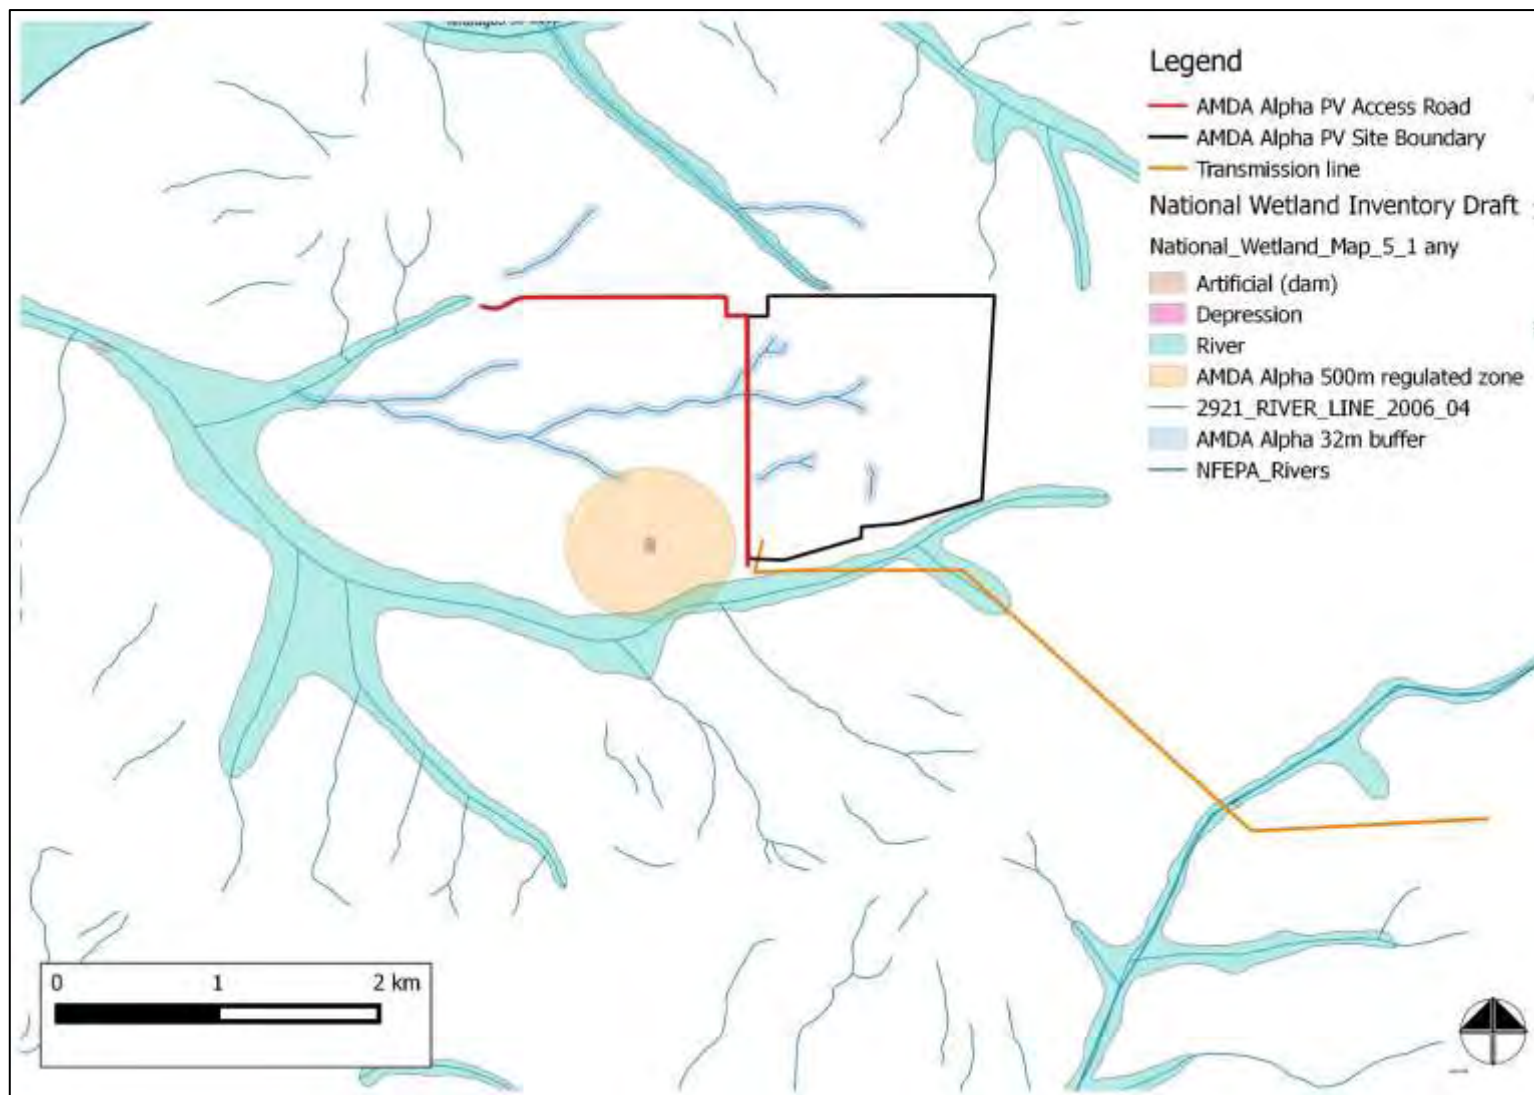 Legend
AMDA Alpha PV Access Road
AMDA Alpha PV Site Boundary
Transmission line
National Wetland Inventory Draft
National_Wetland_Map_5_1 any
Artificial (dam)
Depression
River
AMDA Alpha 500m regulated zone
2921_RIVER_LINE_2006_04
AMDA Alpha 32m buffer
NFEPA_Rivers
0 1 2 km